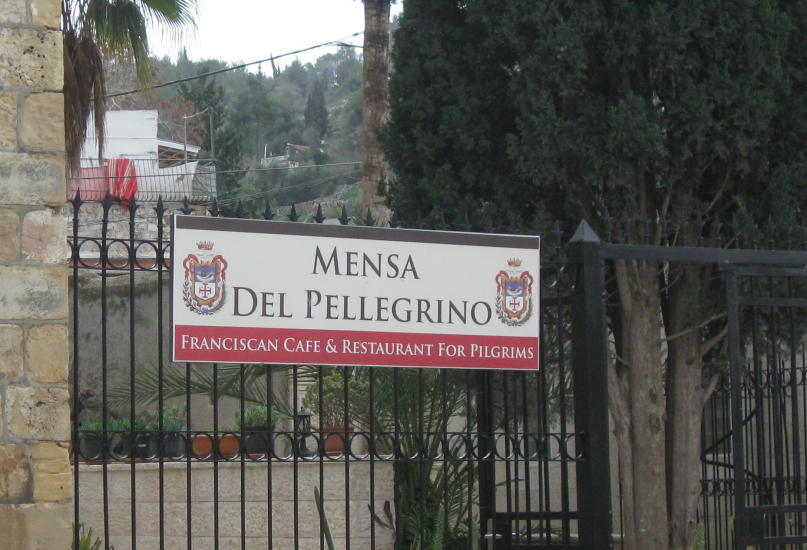 MENSA
DEL PELLEGRINO
FRANCISCAN CAFE & RESTAURANT FOR PILGRIMS